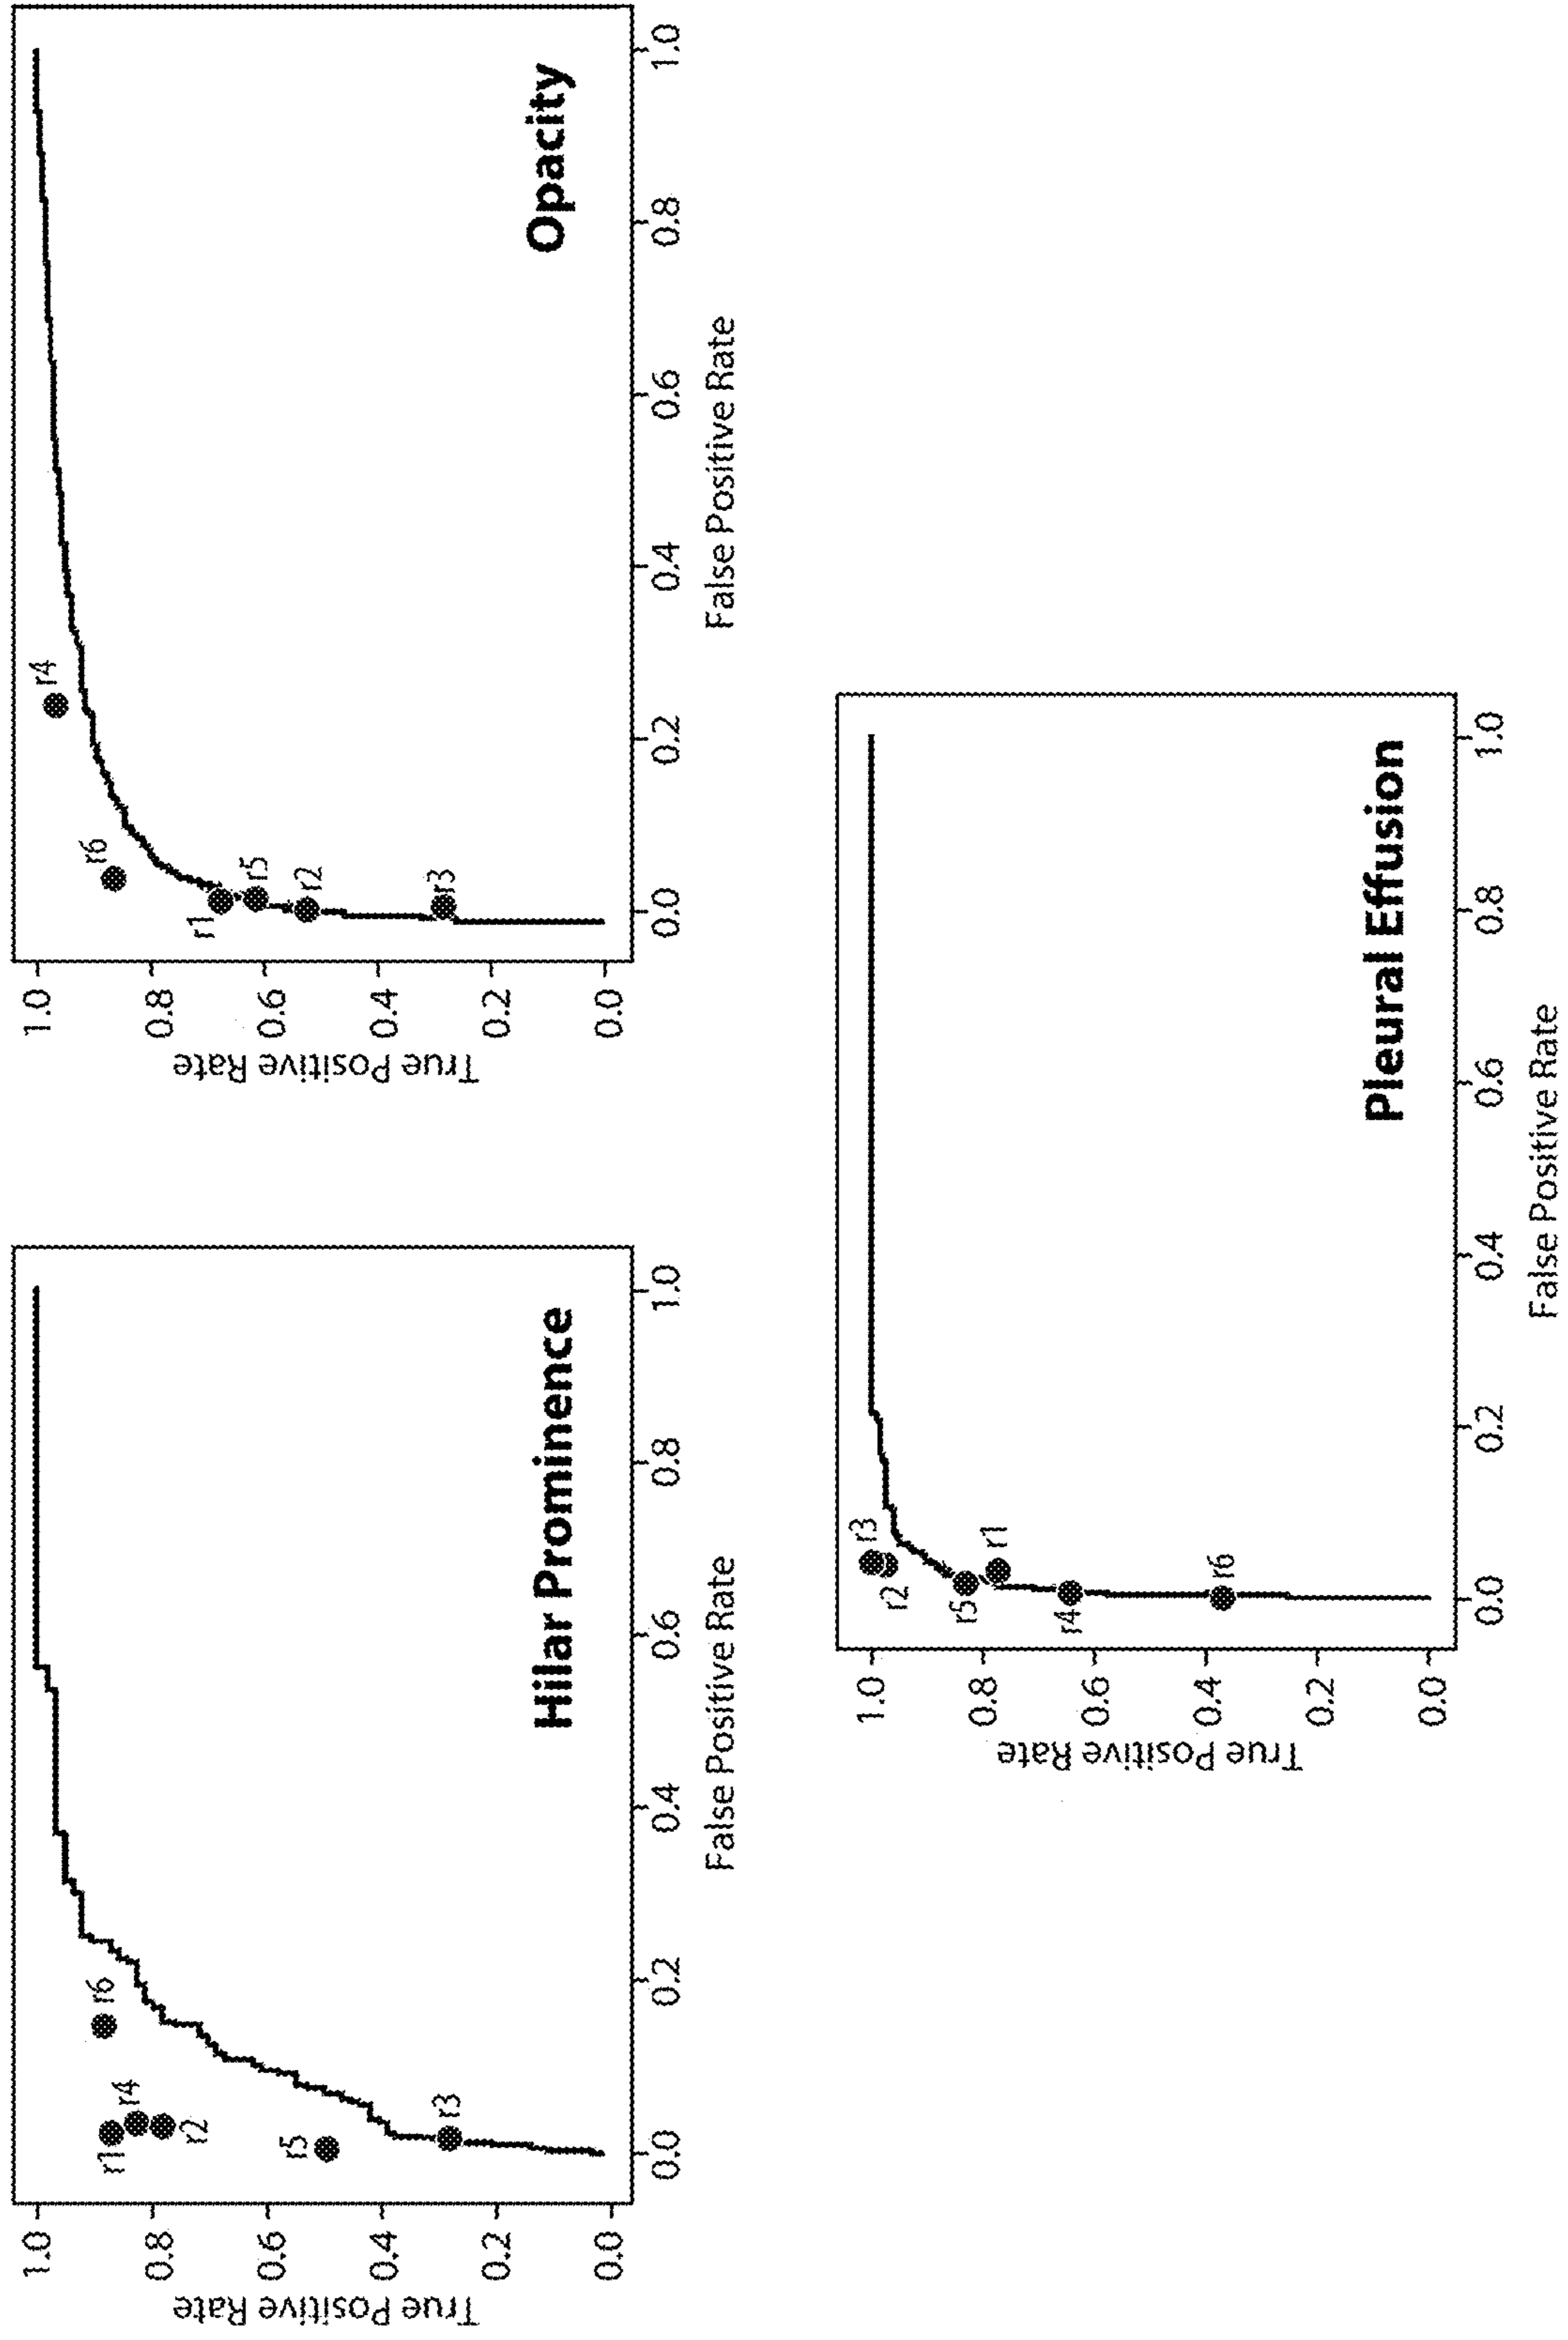 True Positive Rate
1.0
0.8
0.6
0.4
0.2
0.0
r1
r4
r2
r6
r5
r3
Hilar Prominence
0.0
0.2
0.4
0.6
0.8
1.0
False Positive Rate
True Positive Rate
1.0
0.8
0.6
0.4
0.2
0.0
r4
r6
r1
r5
r2
r3
Opacity
0.0
0.2
0.4
0.6
0.8
1.0
False Positive Rate
True Positive Rate
1.0
0.8
0.6
0.4
0.2
0.0
r3
r2
r5
r1
r4
r6
Pleural Effusion
0.0
0.2
0.4
0.6
0.8
1.0
False Positive Rate